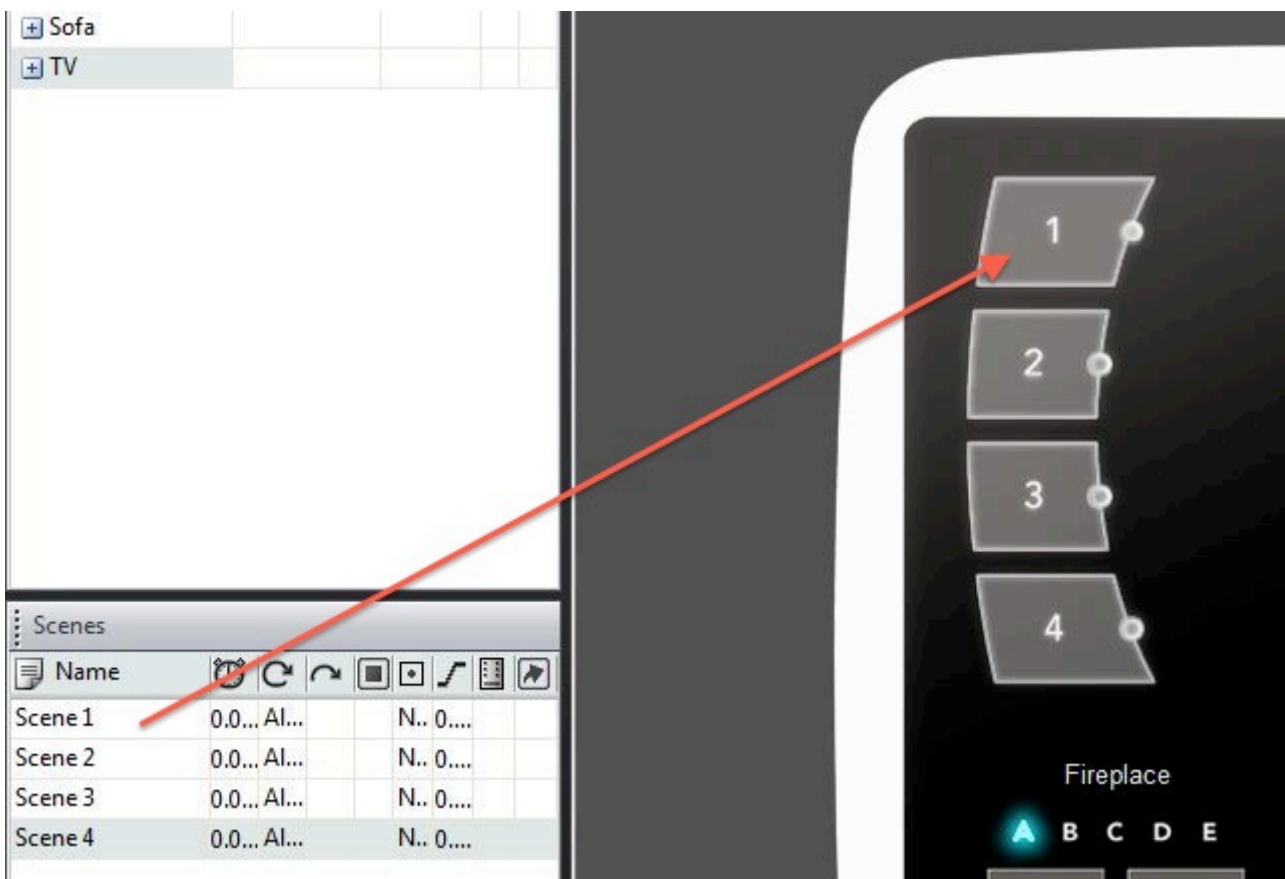 Sofa
TV
Scenes
Name
Scene 1 0.0... Al... N.. 0....
Scene 2 0.0... Al... N.. 0....
Scene 3 0.0... Al... N.. 0....
Scene 4 0.0... Al... N.. 0....
1
2
3
4
Fireplace
A B C D E